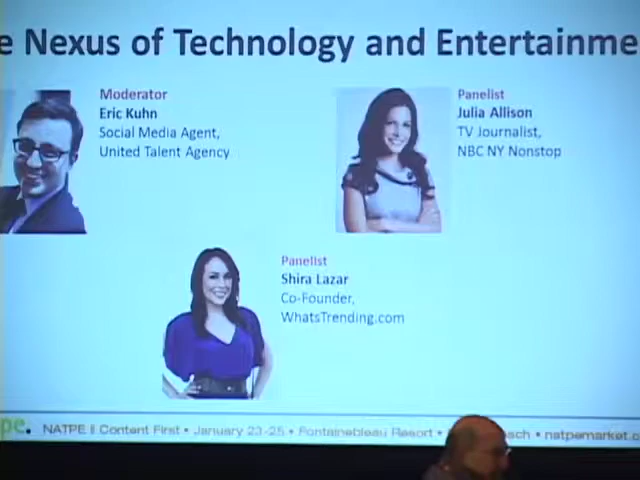 e Nexus of Technology and Entertainme
Moderator
Eric Kuhn
Social Media Agent,
United Talent Agency
Panelist
Julia Allison
TV Journalist,
NBC NY Nonstop
Panelist
Shira Lazar
Co-Founder,
WhatsTrending.com
pe. NATPE || Content First • January 23-25 • Fontainebleau Resort • ach • natpemarket.c